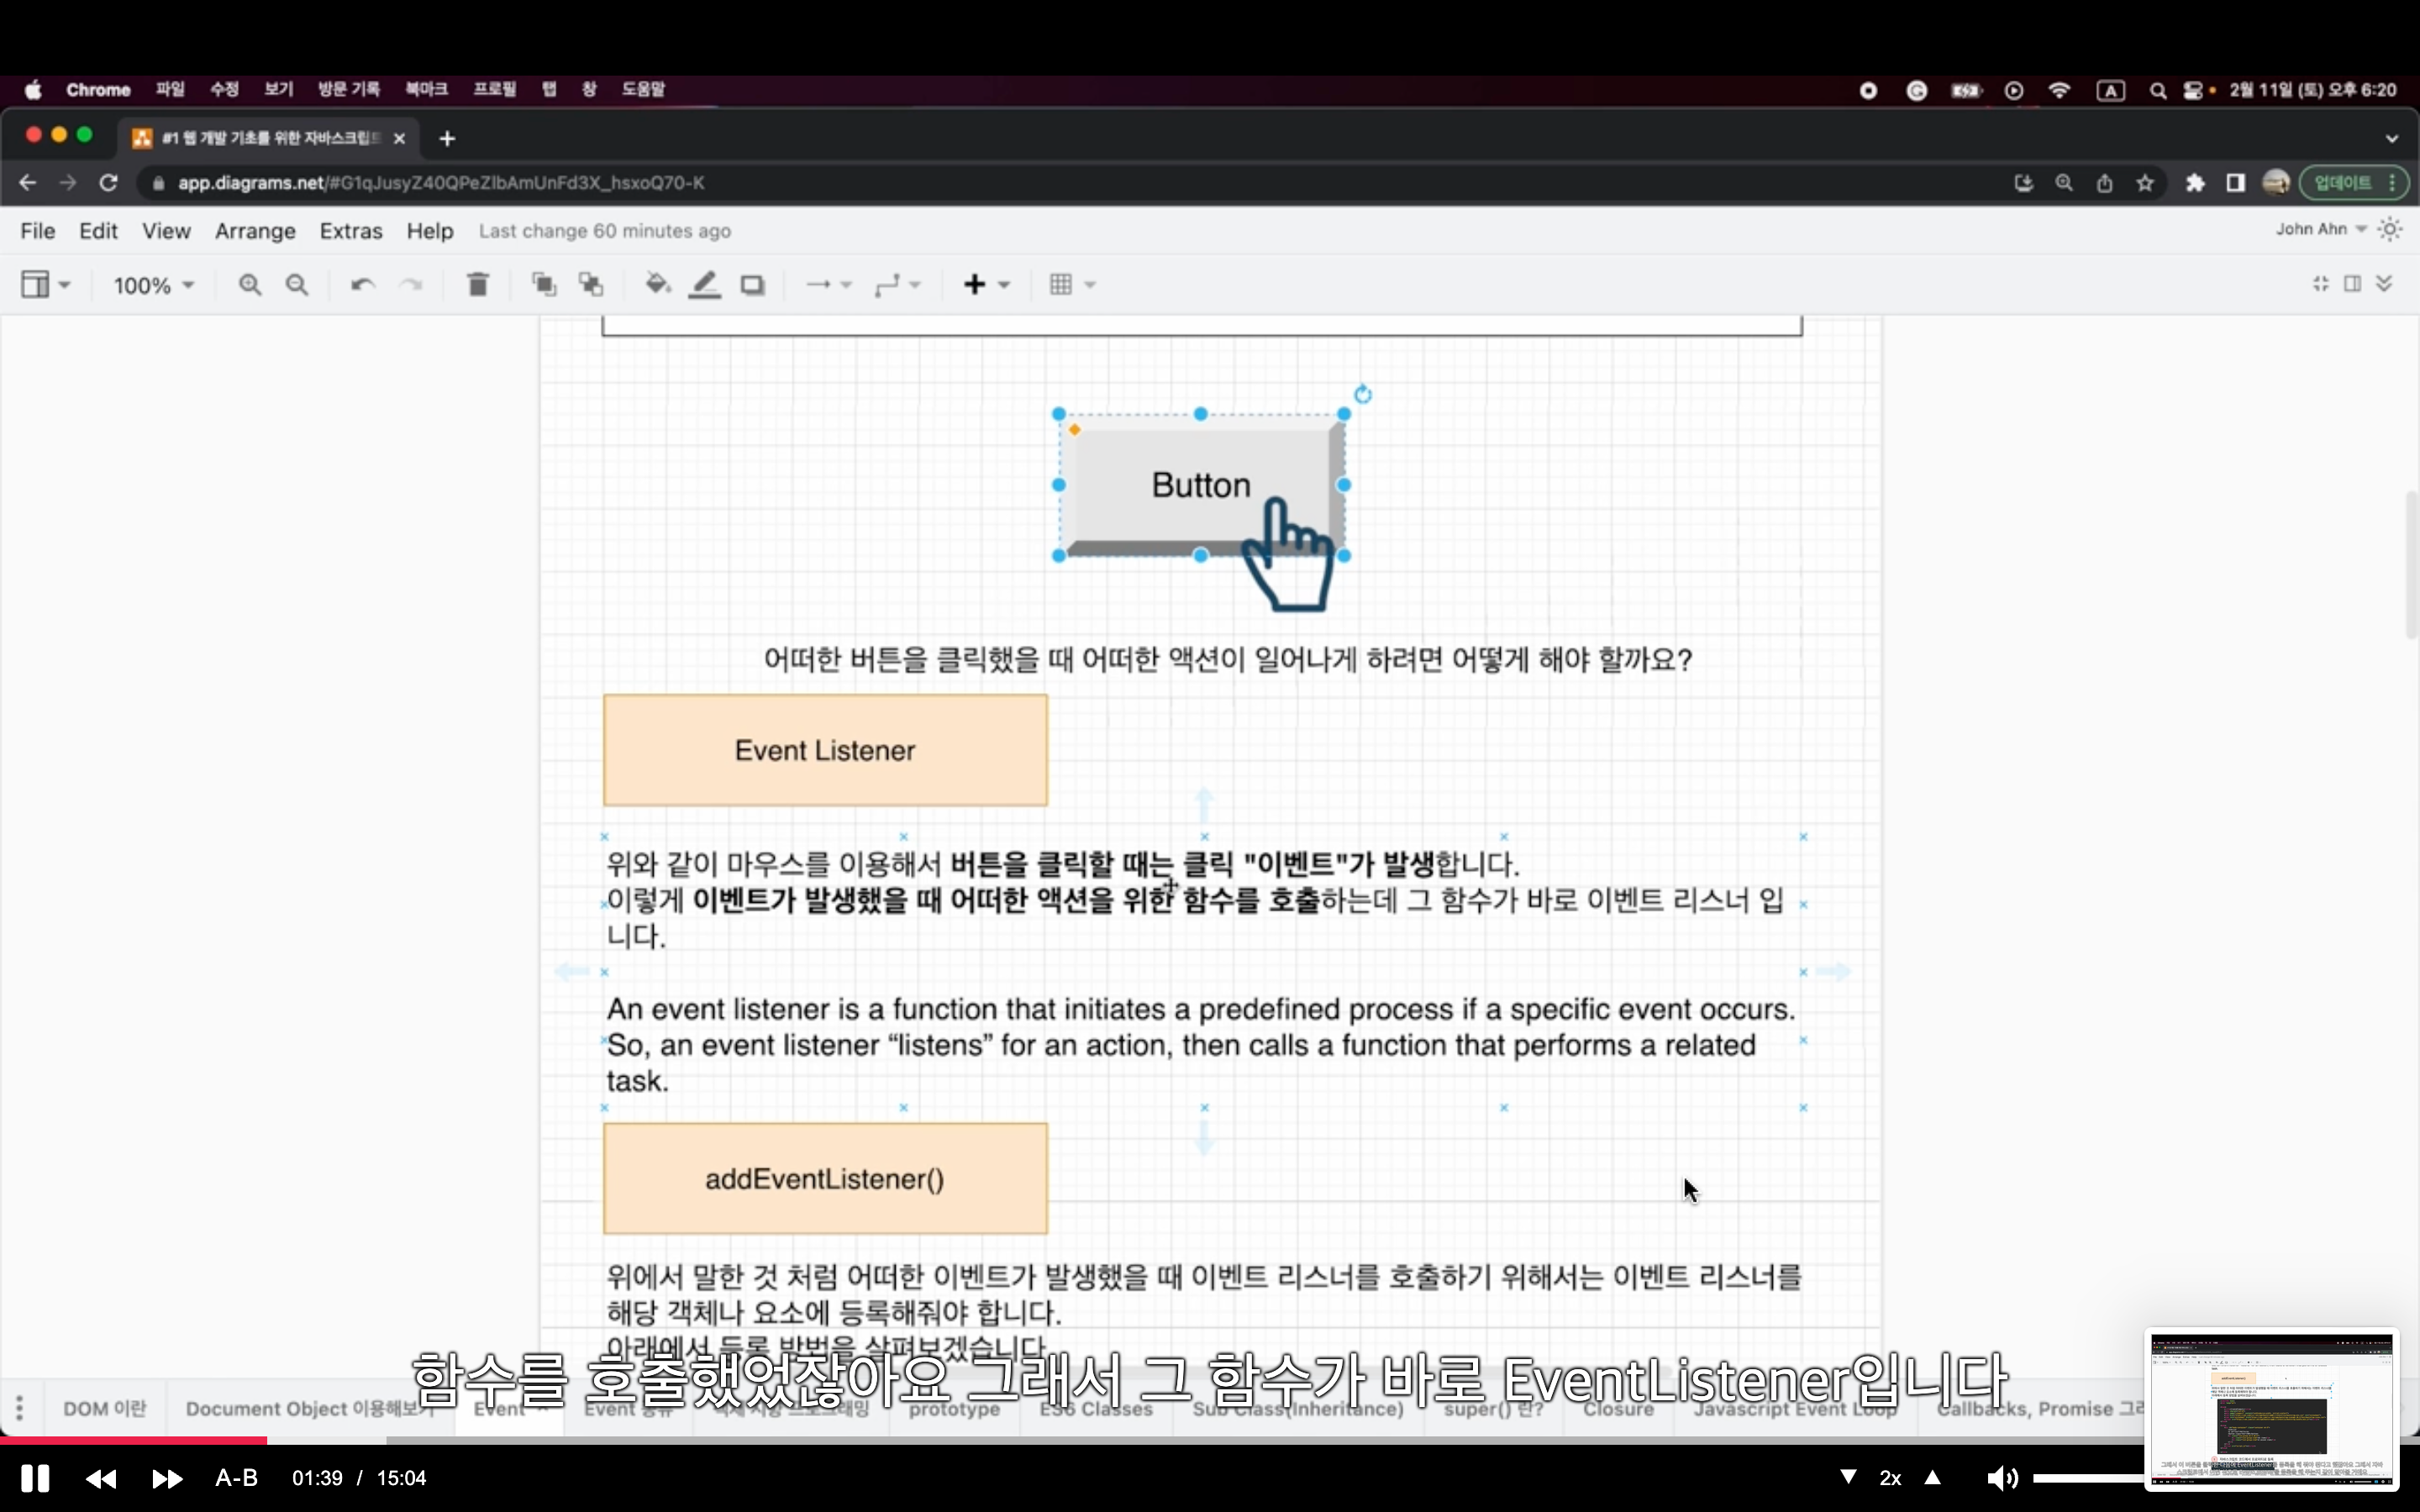 Chrome 파일 수정 보기 방문 기록 북마크 프로필 탭 창 도움말 A 2월 11일 (토) 오후 6:20
#1 웹 개발 기초를 위한 자바스크립트
app.diagrams.net/#G1qJusyZ40QPeZlbAmUnFd3X_hsxoQ70-K 업데이트
File Edit View Arrange Extras Help Last change 60 minutes ago John Ahn
100%
Button
어떠한 버튼을 클릭했을 때 어떠한 액션이 일어나게 하려면 어떻게 해야 할까요?
Event Listener
위와 같이 마우스를 이용해서 버튼을 클릭할 때는 클릭 "이벤트"가 발생합니다.
이렇게 이벤트가 발생했을 때 어떠한 액션을 위한 함수를 호출하는데 그 함수가 바로 이벤트 리스너 입
니다.
An event listener is a function that initiates a predefined process if a specific event occurs.
So, an event listener “listens” for an action, then calls a function that performs a related
task.
addEventListener()
위에서 말한 것 처럼 어떠한 이벤트가 발생했을 때 이벤트 리스너를 호출하기 위해서는 이벤트 리스너를
해당 객체나 요소에 등록해줘야 합니다.
아래에서 등록 방법을 살펴보겠습니다
함수를 호출했었잖아요 그래서 그 함수가 바로 EventListener입니다
DOM 이란 Document Object 이용해보기 Event Event 종류 객체 지향 프로그래밍 prototype ES6 Classes Sub Class(Inheritance) super() 란? Closure Javascript Event Loop Callbacks, Promise
A-B 01:39 / 15:04 2x